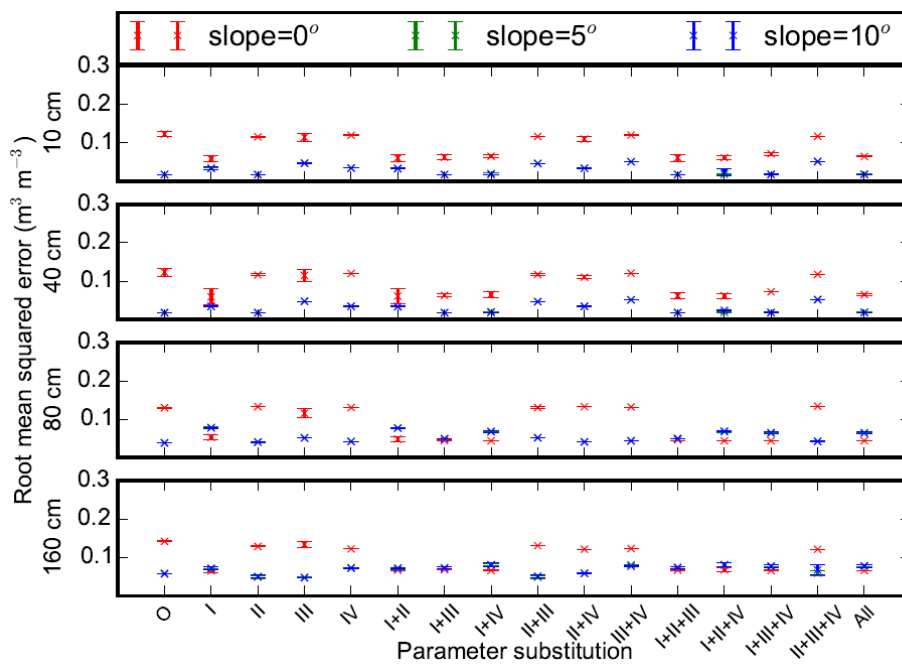 slope=0° slope=5° slope=10°
Root mean squared error (m³ m⁻³)
10 cm
0.3
0.2
0.1
40 cm
0.3
0.2
0.1
80 cm
0.3
0.2
0.1
160 cm
0.3
0.2
0.1
O I II III IV I+II I+III I+IV II+III II+IV III+IV I+II+III I+II+IV I+III+IV II+III+IV All
Parameter substitution